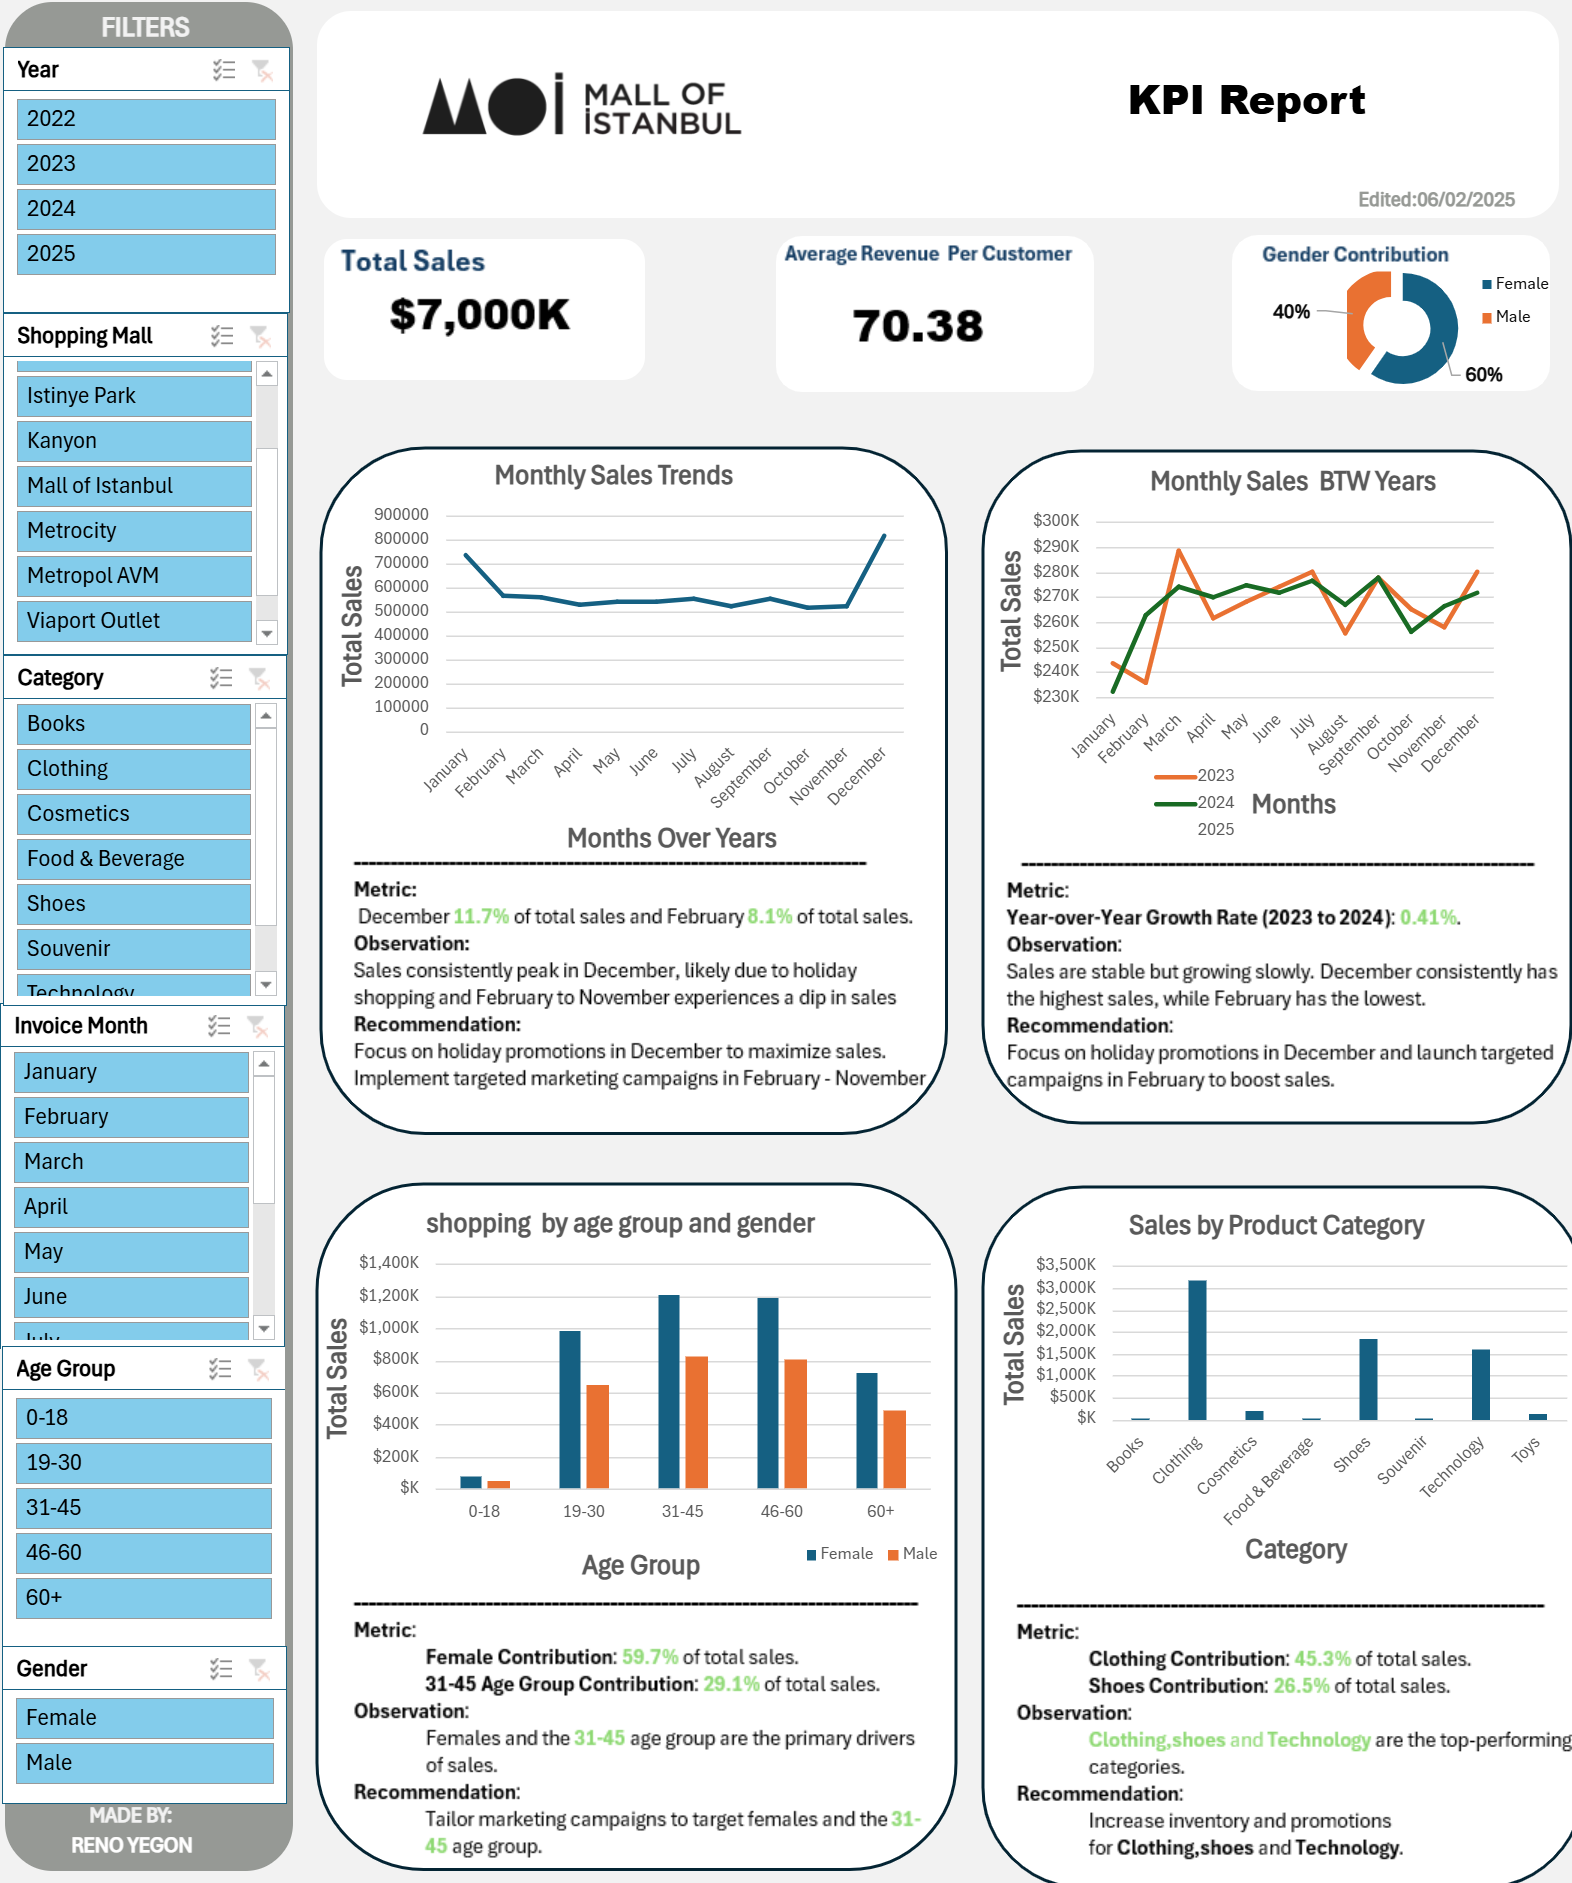 FILTERS
Year
2022
2023
2024
2025
Shopping Mall
Istinye Park
Kanyon
Mall of Istanbul
Metrocity
Metropol AVM
Viaport Outlet
Category
Books
Clothing
Cosmetics
Food & Beverage
Shoes
Souvenir
Technology
Invoice Month
January
February
March
April
May
June
July
Age Group
0-18
19-30
31-45
46-60
60+
Gender
Female
Male
MADE BY:
RENO YEGON
MOi MALL OF
İSTANBUL
KPI Report
Edited:06/02/2025
Total Sales
$7,000K
Average Revenue Per Customer
70.38
Gender Contribution
40%
60%
Female
Male
Monthly Sales Trends
Total Sales
900000
800000
700000
600000
500000
400000
300000
200000
100000
0
January
February
March
April
May
June
July
August
September
October
November
December
Months Over Years
Metric:
December 11.7% of total sales and February 8.1% of total sales.
Observation:
Sales consistently peak in December, likely due to holiday
shopping and February to November experiences a dip in sales
Recommendation:
Focus on holiday promotions in December to maximize sales.
Implement targeted marketing campaigns in February - November
Monthly Sales BTW Years
Total Sales
$300K
$290K
$280K
$270K
$260K
$250K
$240K
$230K
January
February
March
April
May
June
July
August
September
October
November
December
2023
2024
2025
Months
Metric:
Year-over-Year Growth Rate (2023 to 2024): 0.41%.
Observation:
Sales are stable but growing slowly. December consistently has
the highest sales, while February has the lowest.
Recommendation:
Focus on holiday promotions in December and launch targeted
campaigns in February to boost sales.
shopping by age group and gender
Total Sales
$1,400K
$1,200K
$1,000K
$800K
$600K
$400K
$200K
$K
0-18
19-30
31-45
46-60
60+
Age Group
Female
Male
Metric:
Female Contribution: 59.7% of total sales.
31-45 Age Group Contribution: 29.1% of total sales.
Observation:
Females and the 31-45 age group are the primary drivers
of sales.
Recommendation:
Tailor marketing campaigns to target females and the 31-
45 age group.
Sales by Product Category
Total Sales
$3,500K
$3,000K
$2,500K
$2,000K
$1,500K
$1,000K
$500K
$K
Books
Clothing
Cosmetics
Food & Beverage
Shoes
Souvenir
Technology
Toys
Category
Metric:
Clothing Contribution: 45.3% of total sales.
Shoes Contribution: 26.5% of total sales.
Observation:
Clothing,shoes and Technology are the top-performing
categories.
Recommendation:
Increase inventory and promotions
for Clothing,shoes and Technology.